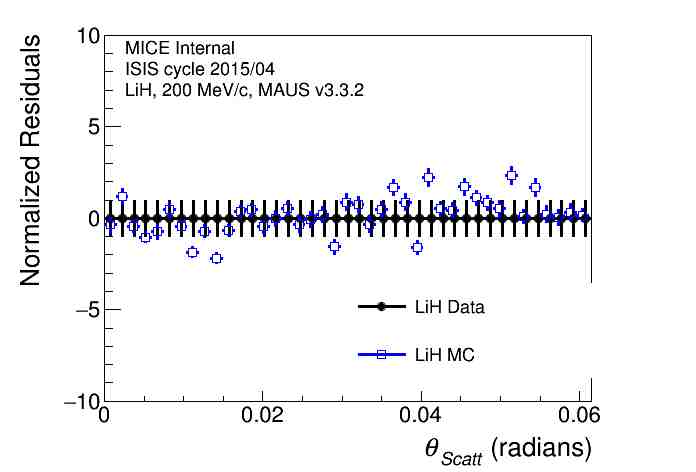 Normalized Residuals
10
5
0
−5
−10
MICE Internal
ISIS cycle 2015/04
LiH, 200 MeV/c, MAUS v3.3.2
LiH Data
LiH MC
0 0.02 0.04 0.06
θ_Scatt (radians)